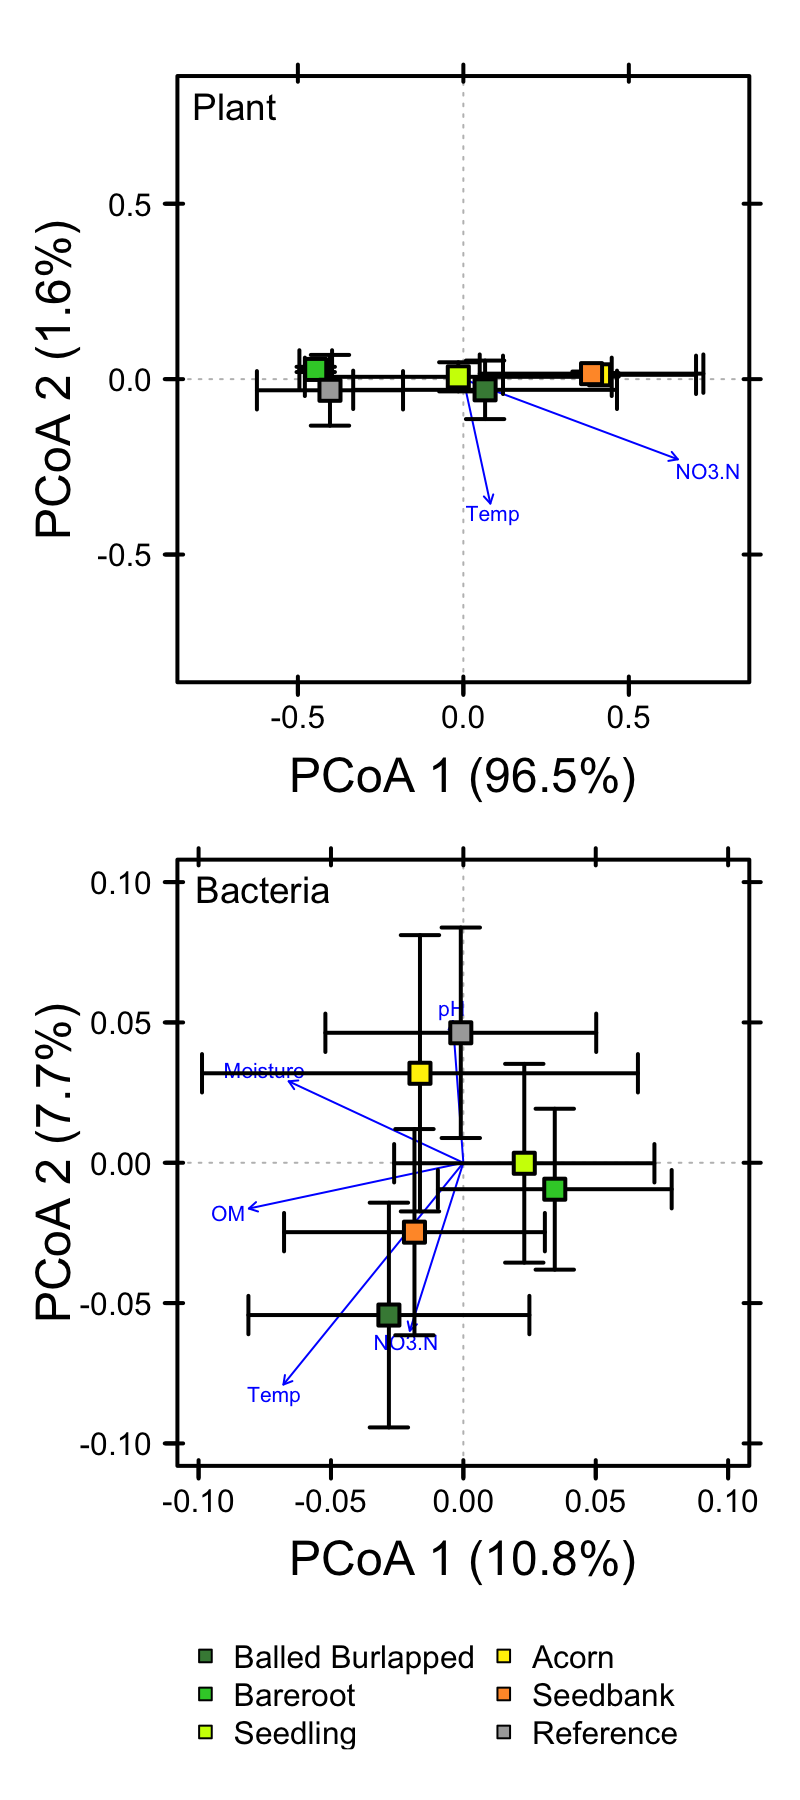 Plant
0.5
0.0
-0.5
PCoA 2 (1.6%)
NO3.N
Temp
-0.5 0.0 0.5
PCoA 1 (96.5%)
Bacteria
0.10
0.05
0.00
-0.05
-0.10
PCoA 2 (7.7%)
pH
Moisture
OM
NO3.N
Temp
-0.10 -0.05 0.00 0.05 0.10
PCoA 1 (10.8%)
Balled Burlapped Acorn
Bareroot Seedbank
Seedling Reference